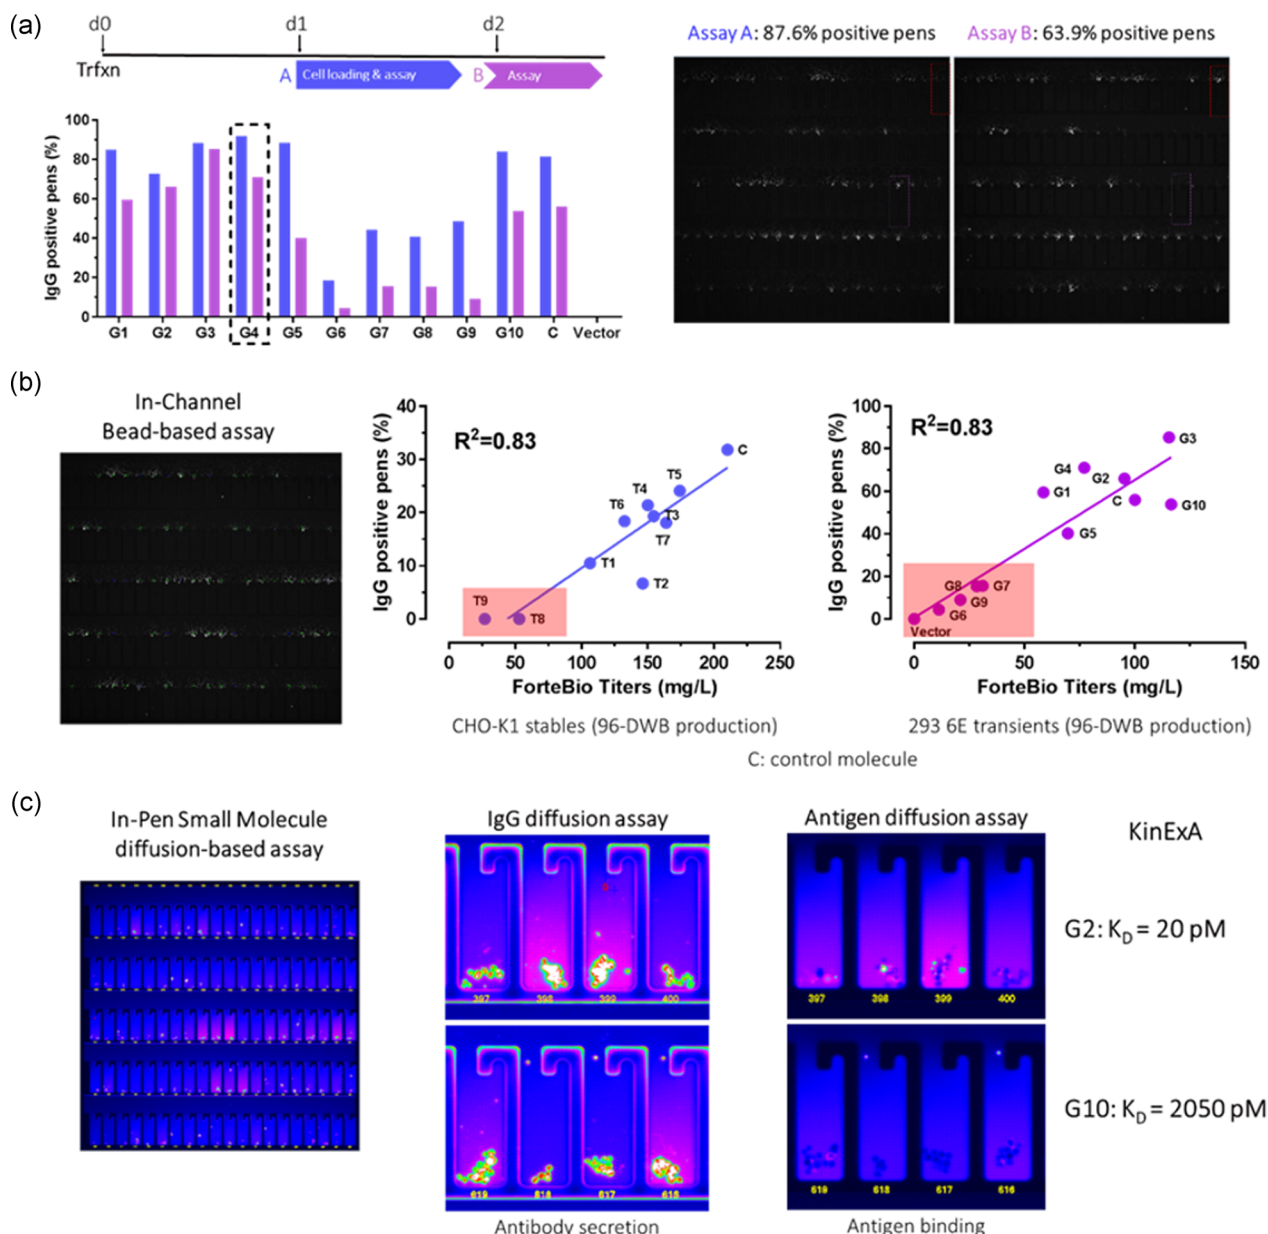 (a)
d0
d1
d2
Trfxn
A
Cell loading & assay
B
Assay
Assay A: 87.6% positive pens
Assay B: 63.9% positive pens
IgG positive pens (%)
100
80
60
40
20
0
G1
G2
G3
G4
G5
G6
G7
G8
G9
G10
C
Vector
(b)
In-Channel
Bead-based assay
IgG positive pens (%)
40
30
20
10
0
R²=0.83
C
T5
T4
T6
T3
T7
T1
T2
T9
T8
0
50
100
150
200
250
ForteBio Titers (mg/L)
CHO-K1 stables (96-DWB production)
IgG positive pens (%)
100
80
60
40
20
0
R²=0.83
G3
G4
G2
G1
C
G10
G5
G8
G7
G9
G6
Vector
0
50
100
150
ForteBio Titers (mg/L)
293 6E transients (96-DWB production)
C: control molecule
(c)
In-Pen Small Molecule
diffusion-based assay
IgG diffusion assay
397
398
399
400
619
618
617
616
Antibody secretion
Antigen diffusion assay
397
398
399
400
619
618
617
616
Antigen binding
KinExA
G2: K_D = 20 pM
G10: K_D = 2050 pM